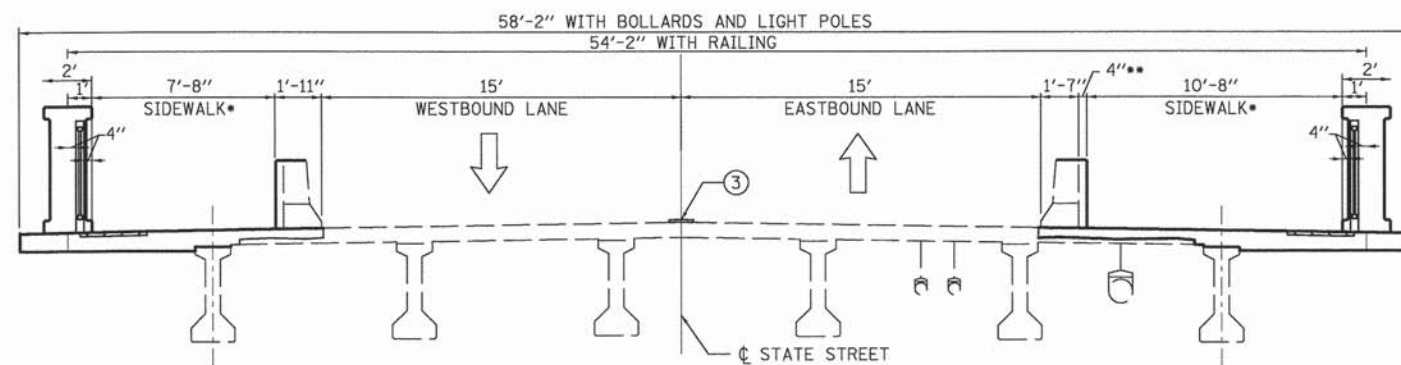 58'-2" WITH BOLLARDS AND LIGHT POLES
54'-2" WITH RAILING
2' 4"** 2'
1' 7'-8" 1'-11" 15' 15' 1'-7" 10'-8" 1'
SIDEWALK* WESTBOUND LANE EASTBOUND LANE SIDEWALK*
4" 4"
3
℄ STATE STREET